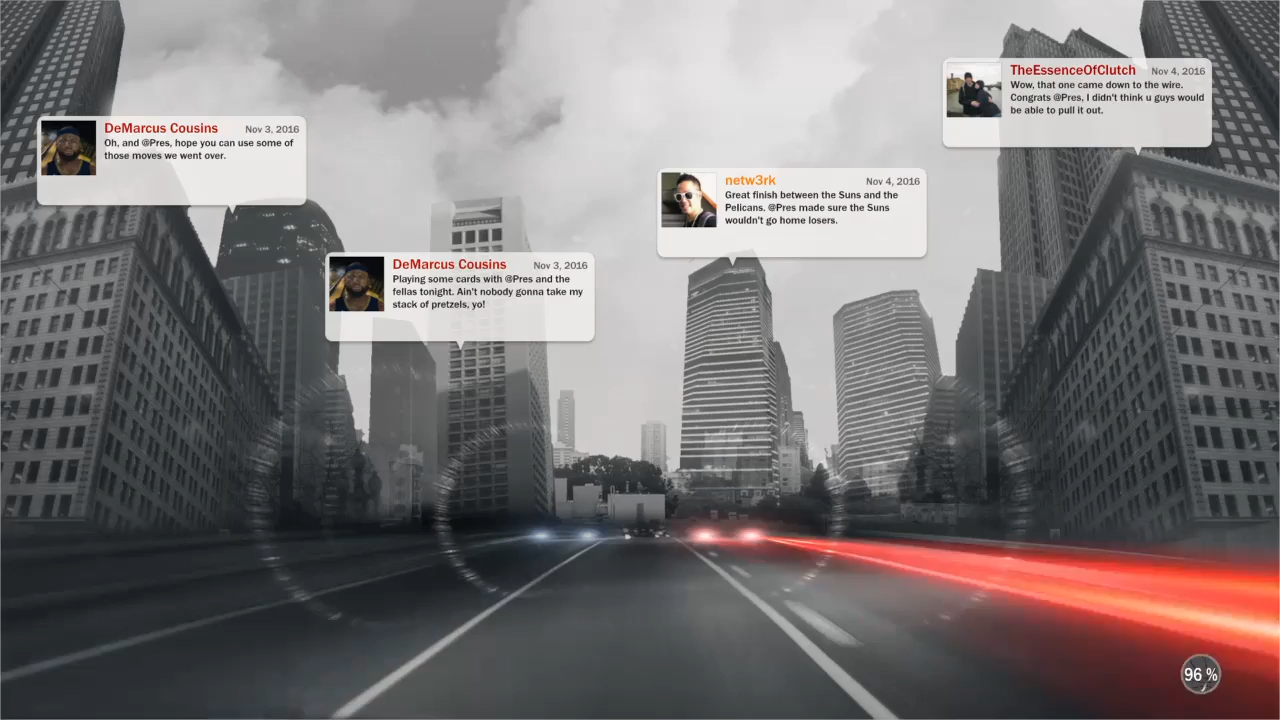 DeMarcus Cousins Nov 3, 2016
Oh, and @Pres, hope you can use some of
those moves we went over.
DeMarcus Cousins Nov 3, 2016
Playing some cards with @Pres and the
fellas tonight. Ain't nobody gonna take my
stack of pretzels, yo!
netw3rk Nov 4, 2016
Great finish between the Suns and the
Pelicans. @Pres made sure the Suns
wouldn't go home losers.
TheEssenceOfClutch Nov 4, 2016
Wow, that one came down to the wire.
Congrats @Pres, I didn't think u guys would
be able to pull it out.
96 %